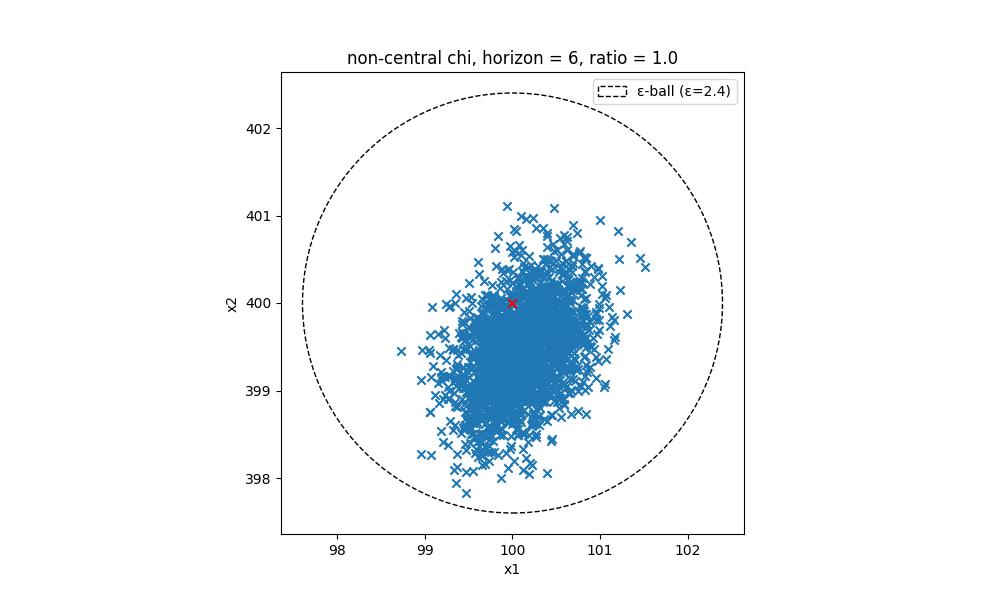 non-central chi, horizon = 6, ratio = 1.0
ε-ball (ε=2.4)
402
401
400
399
398
x2
98 99 100 101 102
x1